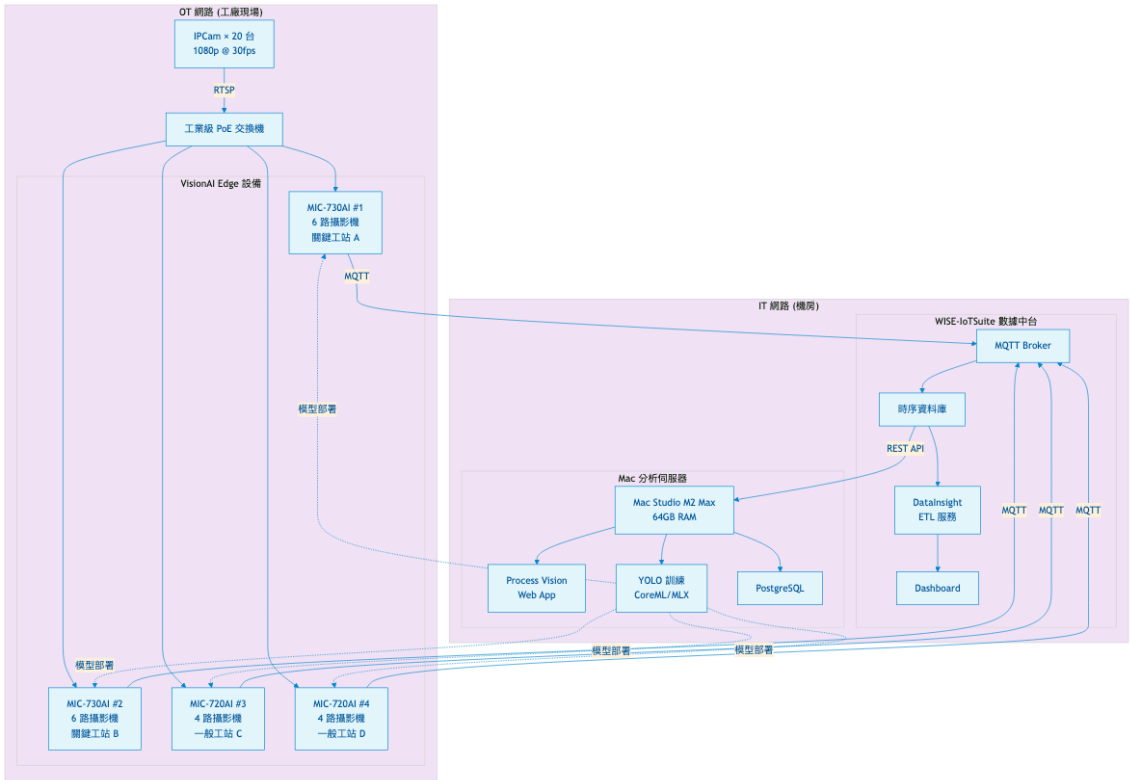 OT 網路 (工廠現場)
IPCam × 20 台
1080p @ 30fps
RTSP
工業級 PoE 交換機
VisionAI Edge 設備
MIC-730AI #1
6 路攝影機
關鍵工站 A
MQTT
模型部署
IT 網路 (機房)
WISE-IoTSuite 數據中台
MQTT Broker
時序資料庫
REST API
Mac 分析伺服器
Mac Studio M2 Max
64GB RAM
DataInsight
ETL 服務
MQTT
MQTT
MQTT
Process Vision
Web App
YOLO 訓練
CoreML/MLX
PostgreSQL
Dashboard
模型部署
模型部署
模型部署
MIC-730AI #2
6 路攝影機
關鍵工站 B
MIC-720AI #3
4 路攝影機
一般工站 C
MIC-720AI #4
4 路攝影機
一般工站 D